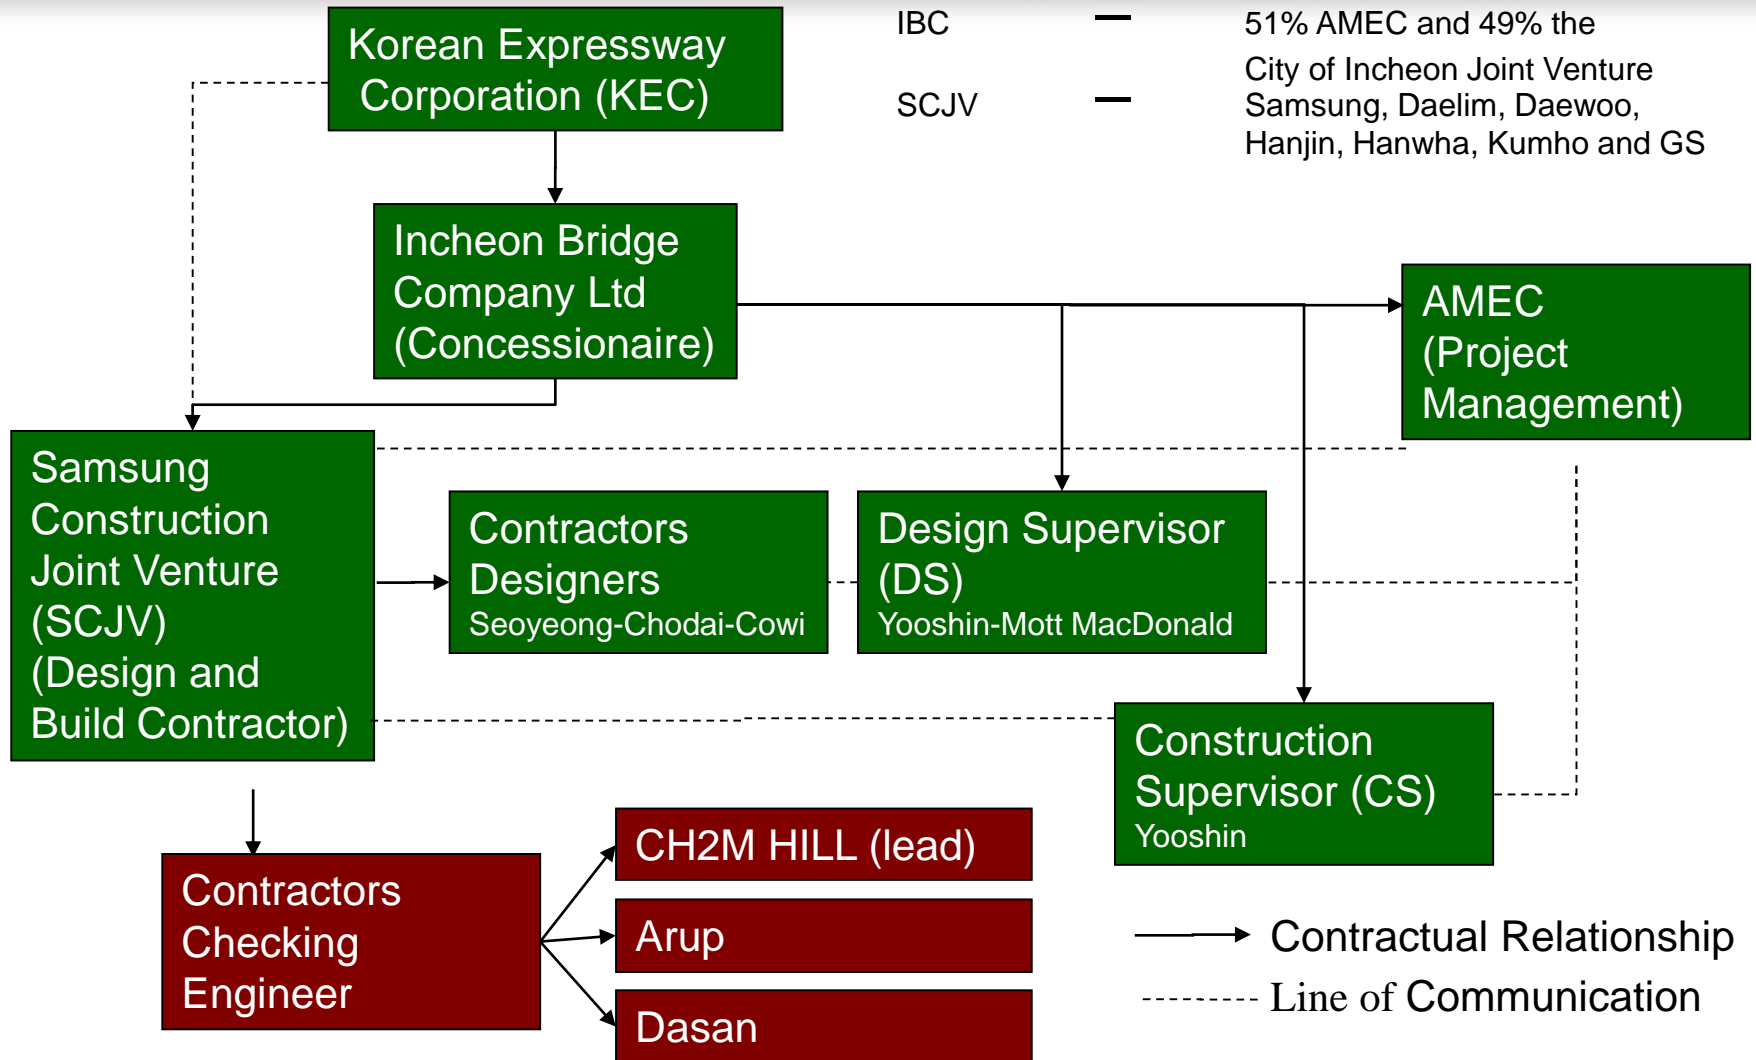 Korean Expressway
Corporation (KEC)
IBC — 51% AMEC and 49% the
City of Incheon Joint Venture
SCJV — Samsung, Daelim, Daewoo,
Hanjin, Hanwha, Kumho and GS
Incheon Bridge
Company Ltd
(Concessionaire)
AMEC
(Project
Management)
Samsung
Construction
Joint Venture
(SCJV)
(Design and
Build Contractor)
Contractors
Designers
Seoyeong-Chodai-Cowi
Design Supervisor
(DS)
Yooshin-Mott MacDonald
Construction
Supervisor (CS)
Yooshin
Contractors
Checking
Engineer
CH2M HILL (lead)
Arup
Dasan
Contractual Relationship
Line of Communication